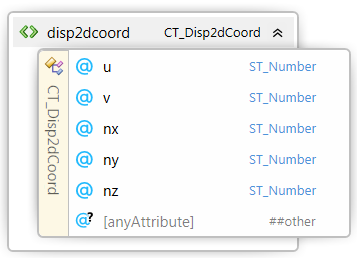 disp2dcoord CT_Disp2dCoord
CT_Disp2dCoord
@ u ST_Number
@ v ST_Number
@ nx ST_Number
@ ny ST_Number
@ nz ST_Number
@? [anyAttribute] ##other